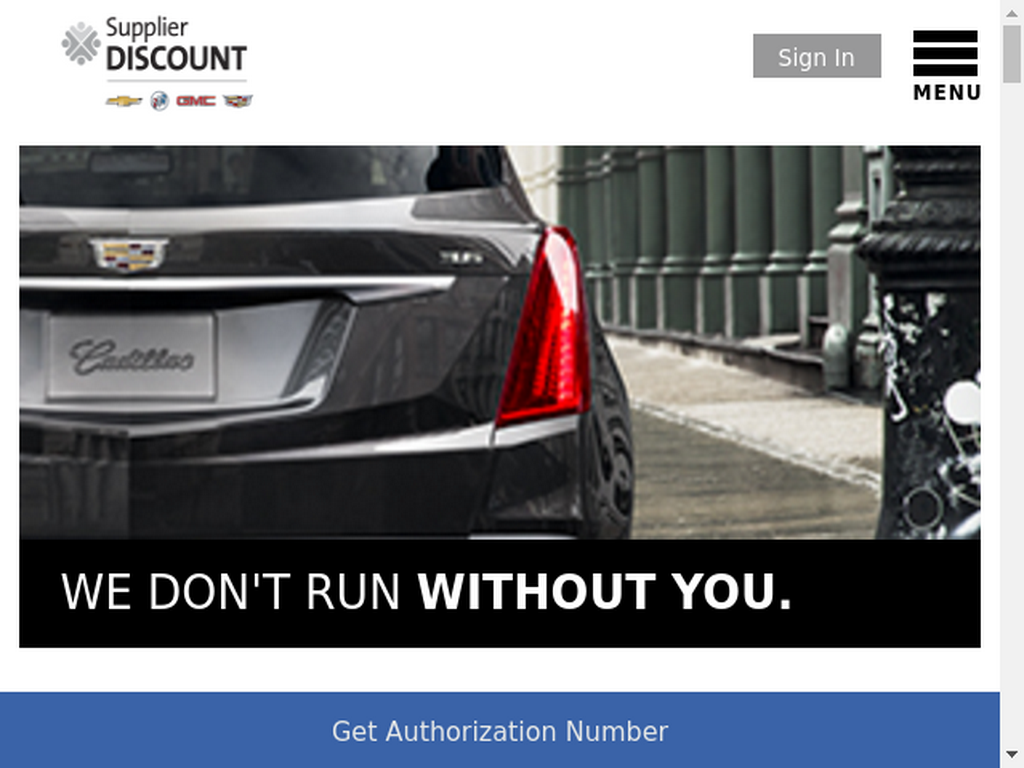 Supplier
DISCOUNT
GMC
Sign In
MENU
Cadillac
WE DON'T RUN WITHOUT YOU.
Get Authorization Number